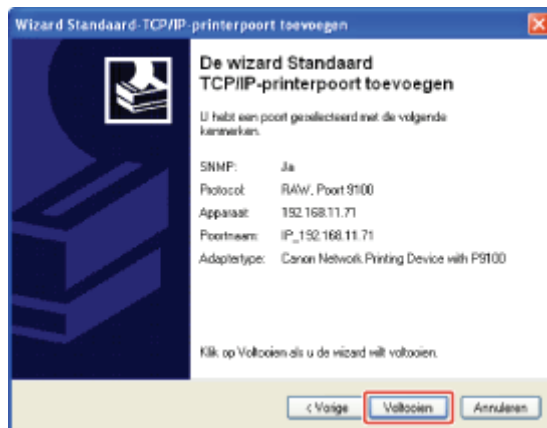 Wizard Standaard-TCP/IP-printerpoort toevoegen
De wizard Standaard
TCP/IP-printerpoort toevoegen
U hebt een poort geselecteerd met de volgende
kenmerken.
SNMP: Ja
Protocol: RAW, Poort 9100
Apparaat: 192.168.11.71
Poortnaam: IP_192.168.11.71
Adaptertype: Canon Network Printing Device with P9100
Klik op Voltooien als u de wizard wilt voltooien.
< Vorige Voltooien Annuleren